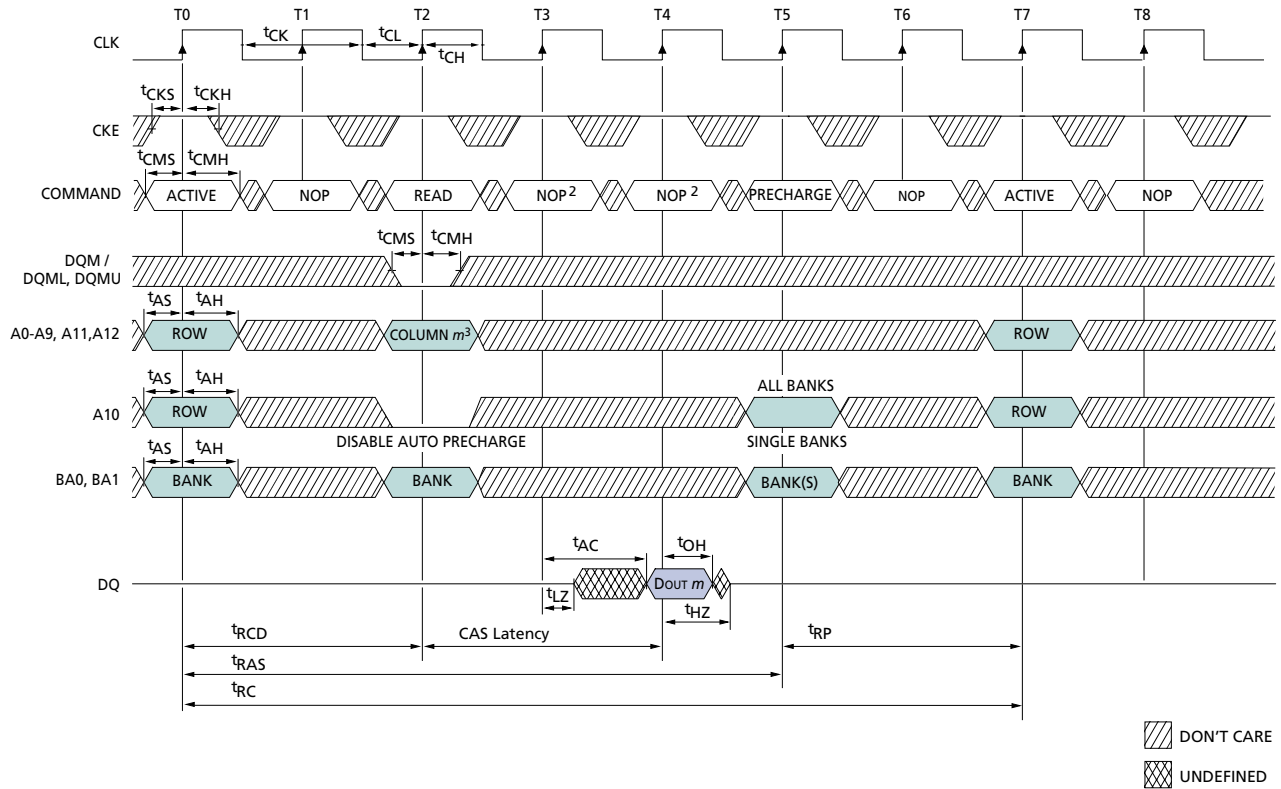 T0 T1 T2 T3 T4 T5 T6 T7 T8
CLK
tCK tCL
tCH
tCKS tCKH
CKE
tCMS tCMH
COMMAND ACTIVE NOP READ NOP 2 NOP 2 PRECHARGE NOP ACTIVE NOP
tCMS tCMH
DQM /
DQML, DQMU
tAS tAH
A0-A9, A11,A12 ROW COLUMN m3 ROW
tAS tAH
ALL BANKS
A10 ROW ROW
DISABLE AUTO PRECHARGE SINGLE BANKS
tAS tAH
BA0, BA1 BANK BANK BANK(S) BANK
tAC tOH
DQ DOUT m
tLZ
tHZ
tRCD CAS Latency tRP
tRAS
tRC
DON'T CARE
UNDEFINED